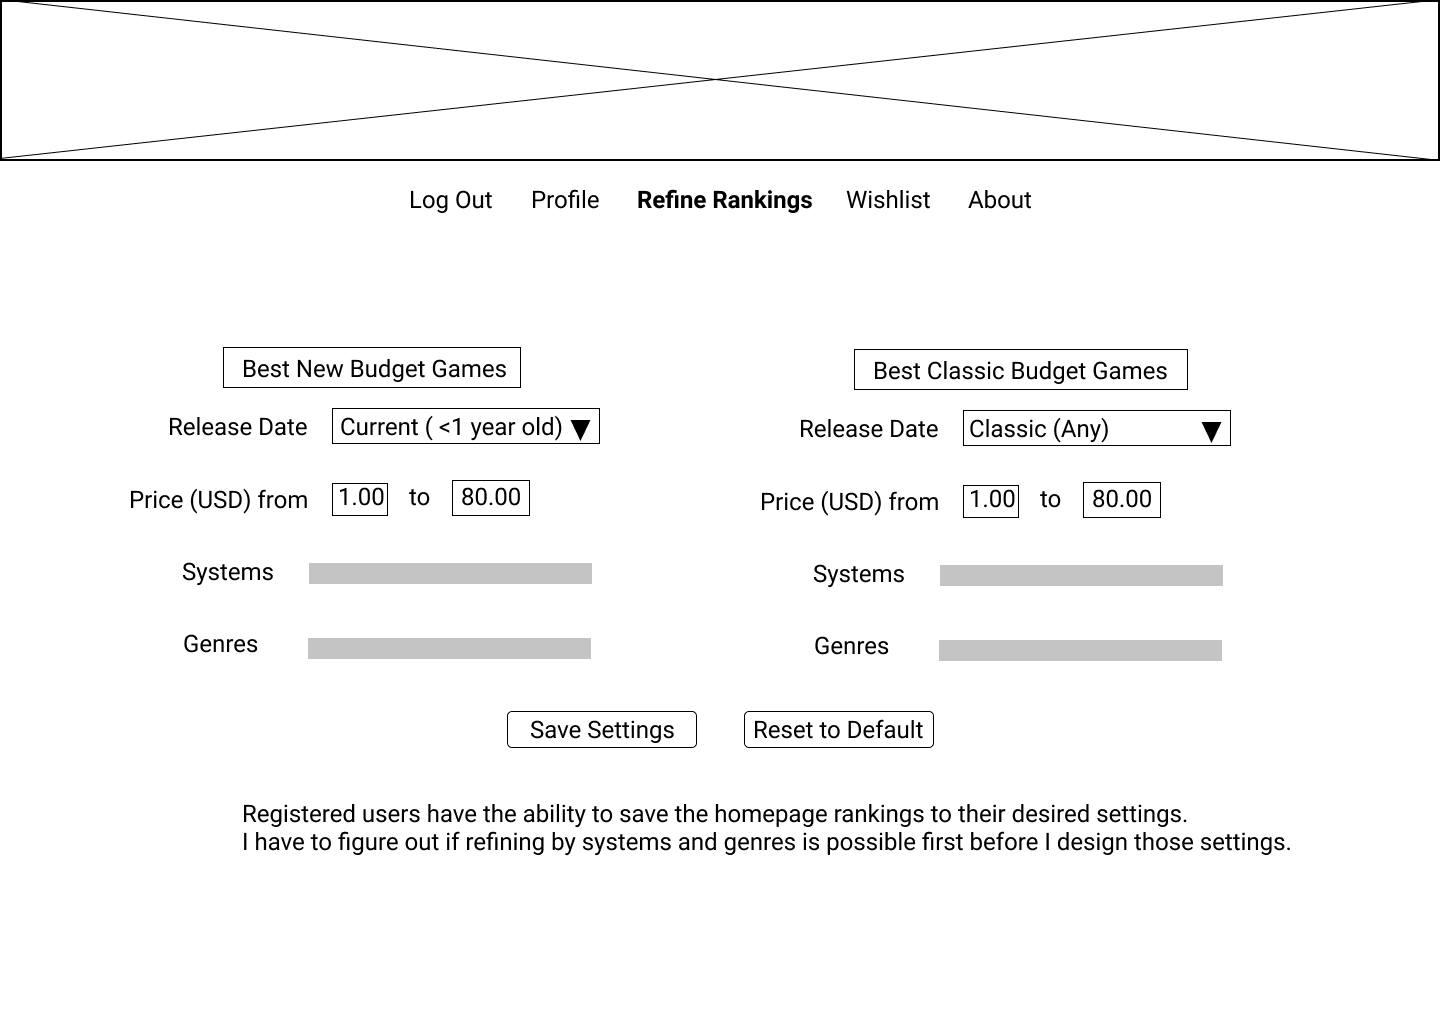 Log Out Profile Refine Rankings Wishlist About
Best New Budget Games
Release Date Current ( <1 year old) ▼
Price (USD) from 1.00 to 80.00
Systems
Genres
Best Classic Budget Games
Release Date Classic (Any) ▼
Price (USD) from 1.00 to 80.00
Systems
Genres
Save Settings Reset to Default
Registered users have the ability to save the homepage rankings to their desired settings.
I have to figure out if refining by systems and genres is possible first before I design those settings.